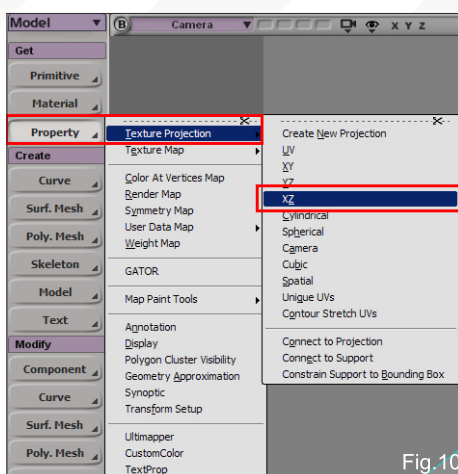 Model
B Camera X Y Z
Get
Primitive
Material
Property
Create
Curve
Surf. Mesh
Poly. Mesh
Skeleton
Model
Text
Modify
Component
Curve
Surf. Mesh
Poly. Mesh
Texture Projection
Texture Map
Color At Vertices Map
Render Map
Symmetry Map
User Data Map
Weight Map
GATOR
Map Paint Tools
Annotation
Display
Polygon Cluster Visibility
Geometry Approximation
Synoptic
Transform Setup
Ultimapper
CustomColor
TextProp
Create New Projection
UV
XY
YZ
XZ
Cylindrical
Spherical
Camera
Cubic
Spatial
Unique UVs
Contour Stretch UVs
Connect to Projection
Connect to Support
Constrain Support to Bounding Box
Fig.10